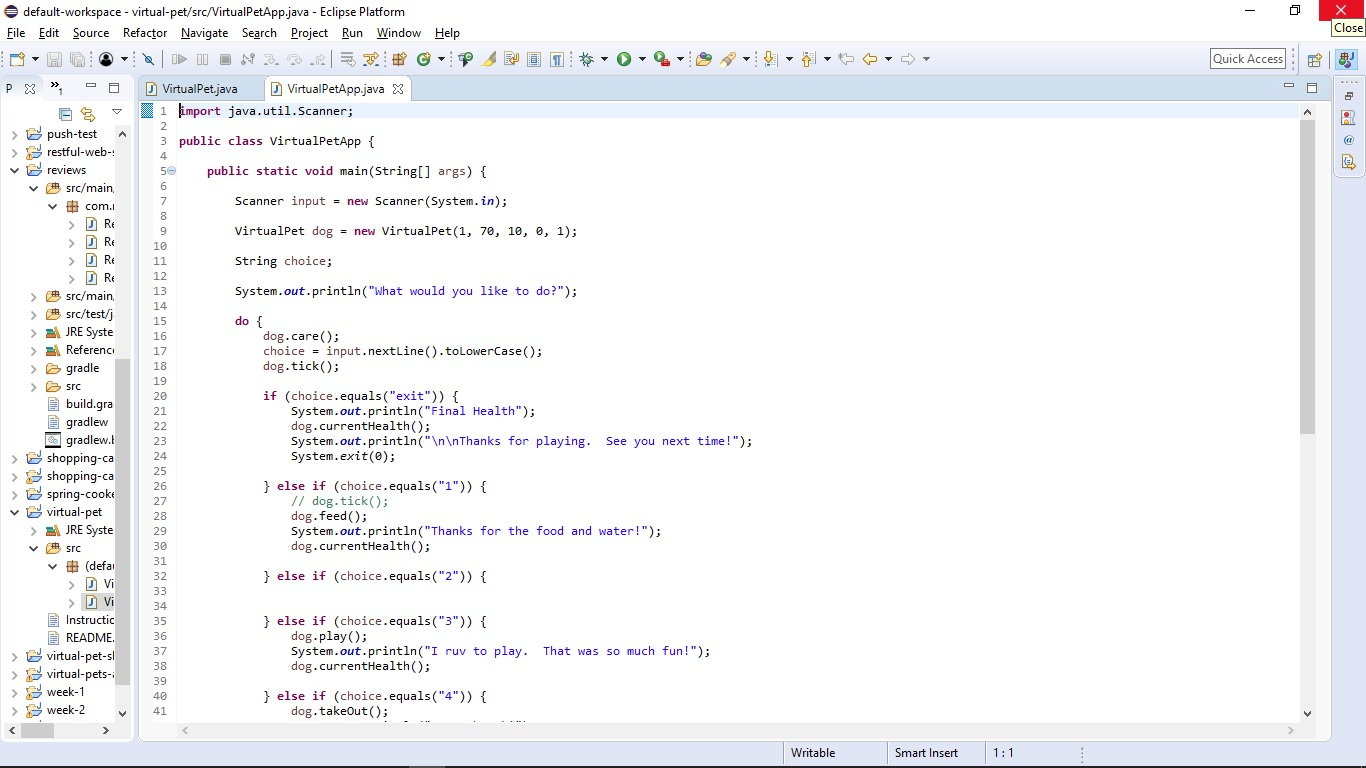 default-workspace - virtual-pet/src/VirtualPetApp.java - Eclipse Platform
Close
File Edit Source Refactor Navigate Search Project Run Window Help
Quick Access
P
»1
VirtualPet.java
VirtualPetApp.java
push-test
restful-web-s
reviews
src/main,
com.r
Re
Re
Re
Re
src/main,
src/test/j
JRE Syste
Referenc
gradle
src
build.gra
gradlew
gradlew.b
shopping-ca
shopping-ca
spring-cooke
virtual-pet
JRE Syste
src
(defau
Vi
Vi
Instructic
README.
virtual-pet-sl
virtual-pets-a
week-1
week-2
1 import java.util.Scanner;
2
3 public class VirtualPetApp {
4
5 public static void main(String[] args) {
6
7 Scanner input = new Scanner(System.in);
8
9 VirtualPet dog = new VirtualPet(1, 70, 10, 0, 1);
10
11 String choice;
12
13 System.out.println("What would you like to do?");
14
15 do {
16 dog.care();
17 choice = input.nextLine().toLowerCase();
18 dog.tick();
19
20 if (choice.equals("exit")) {
21 System.out.println("Final Health");
22 dog.currentHealth();
23 System.out.println("\n\nThanks for playing.  See you next time!");
24 System.exit(0);
25
26 } else if (choice.equals("1")) {
27 // dog.tick();
28 dog.feed();
29 System.out.println("Thanks for the food and water!");
30 dog.currentHealth();
31
32 } else if (choice.equals("2")) {
33
34
35 } else if (choice.equals("3")) {
36 dog.play();
37 System.out.println("I ruv to play.  That was so much fun!");
38 dog.currentHealth();
39
40 } else if (choice.equals("4")) {
41 dog.takeOut();
Writable
Smart Insert
1 : 1